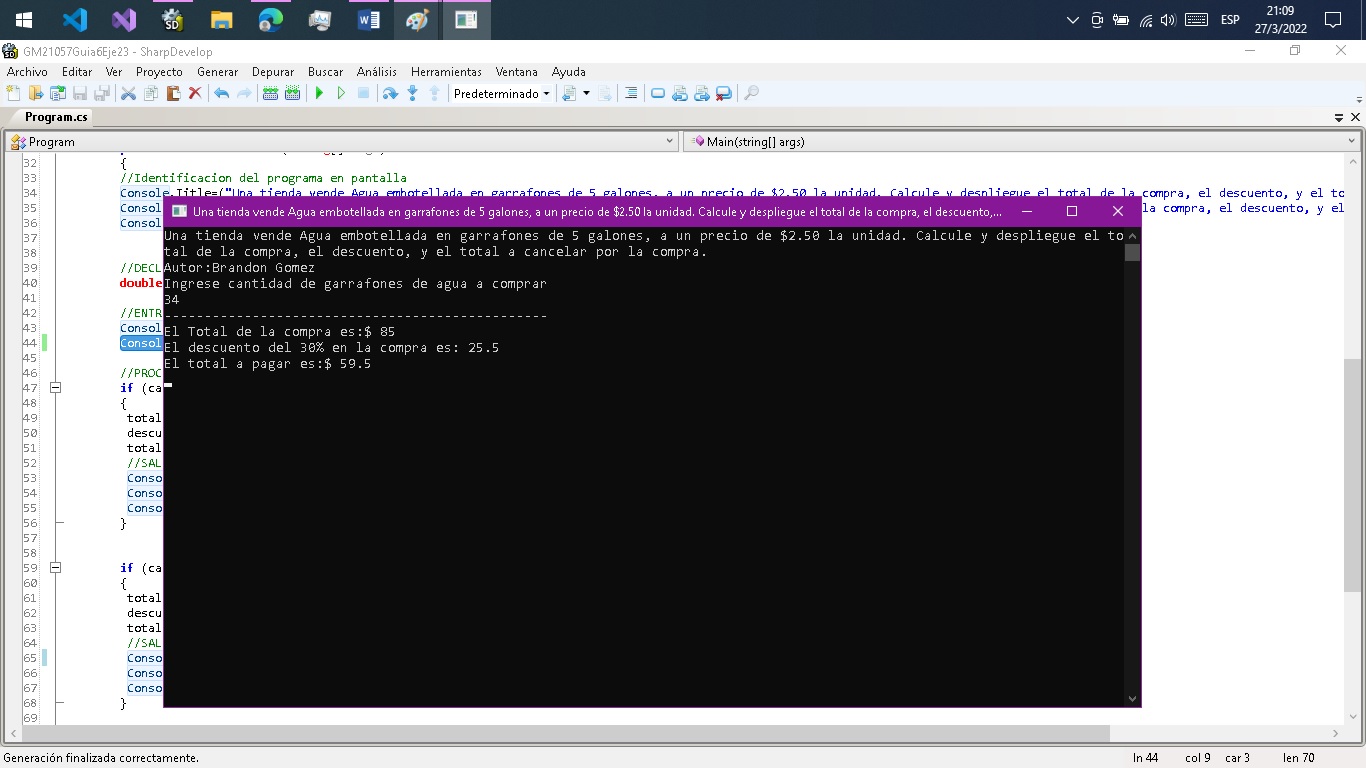 ESP
21:09
27/3/2022
GM21057Guia6Eje23 - SharpDevelop
Archivo Editar Ver Proyecto Generar Depurar Buscar Análisis Herramientas Ventana Ayuda
Predeterminado
Program.cs
Program
Main(string[] args)
32 {
33 //Identificacion del programa en pantalla
34 Console.Title=("Una tienda vende Agua embotellada en garrafones de 5 galones, a un precio de $2.50 la unidad. Calcule y despliegue el total de la compra, el descuento, y el to
35 Consol la compra, el descuento, y el
36 Consol
37
38
39 //DECL
40 double
41
42 //ENTR
43 Consol
44 Consol
45
46 //PROC
47 if (ca
48 {
49 total
50 descu
51 total
52 //SAL
53 Conso
54 Conso
55 Conso
56 }
57
58
59 if (ca
60 {
61 total
62 descu
63 total
64 //SAL
65 Conso
66 Conso
67 Conso
68 }
69
Una tienda vende Agua embotellada en garrafones de 5 galones, a un precio de $2.50 la unidad. Calcule y despliegue el total de la compra, el descuento,...
Una tienda vende Agua embotellada en garrafones de 5 galones, a un precio de $2.50 la unidad. Calcule y despliegue el to
tal de la compra, el descuento, y el total a cancelar por la compra.
Autor:Brandon Gomez
Ingrese cantidad de garrafones de agua a comprar
34
------------------------------------------------
El Total de la compra es:$ 85
El descuento del 30% en la compra es: 25.5
El total a pagar es:$ 59.5
Generación finalizada correctamente.
ln 44 col 9 car 3 len 70